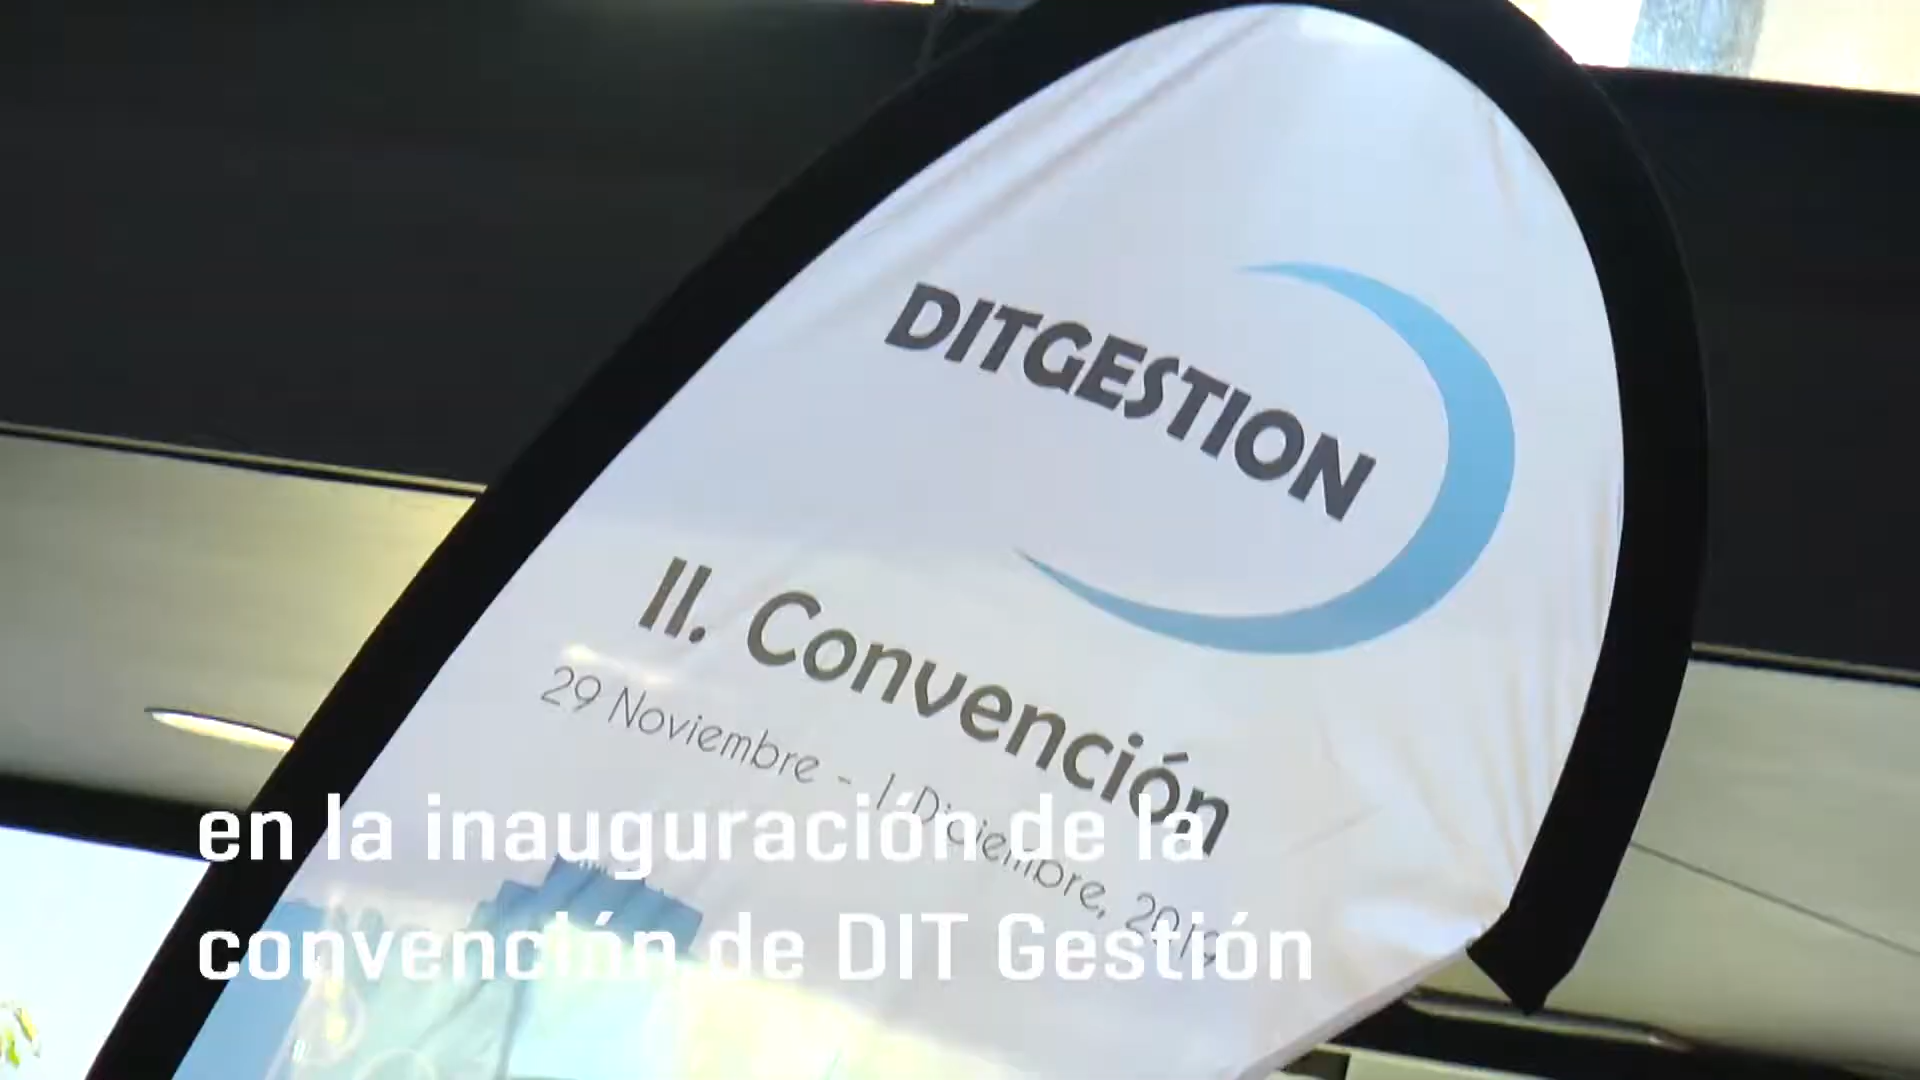 DITGESTION
II. Convención
29 Noviembre - 1 Diciembre, 2019
en la inauguración de la
convención de DIT Gestión